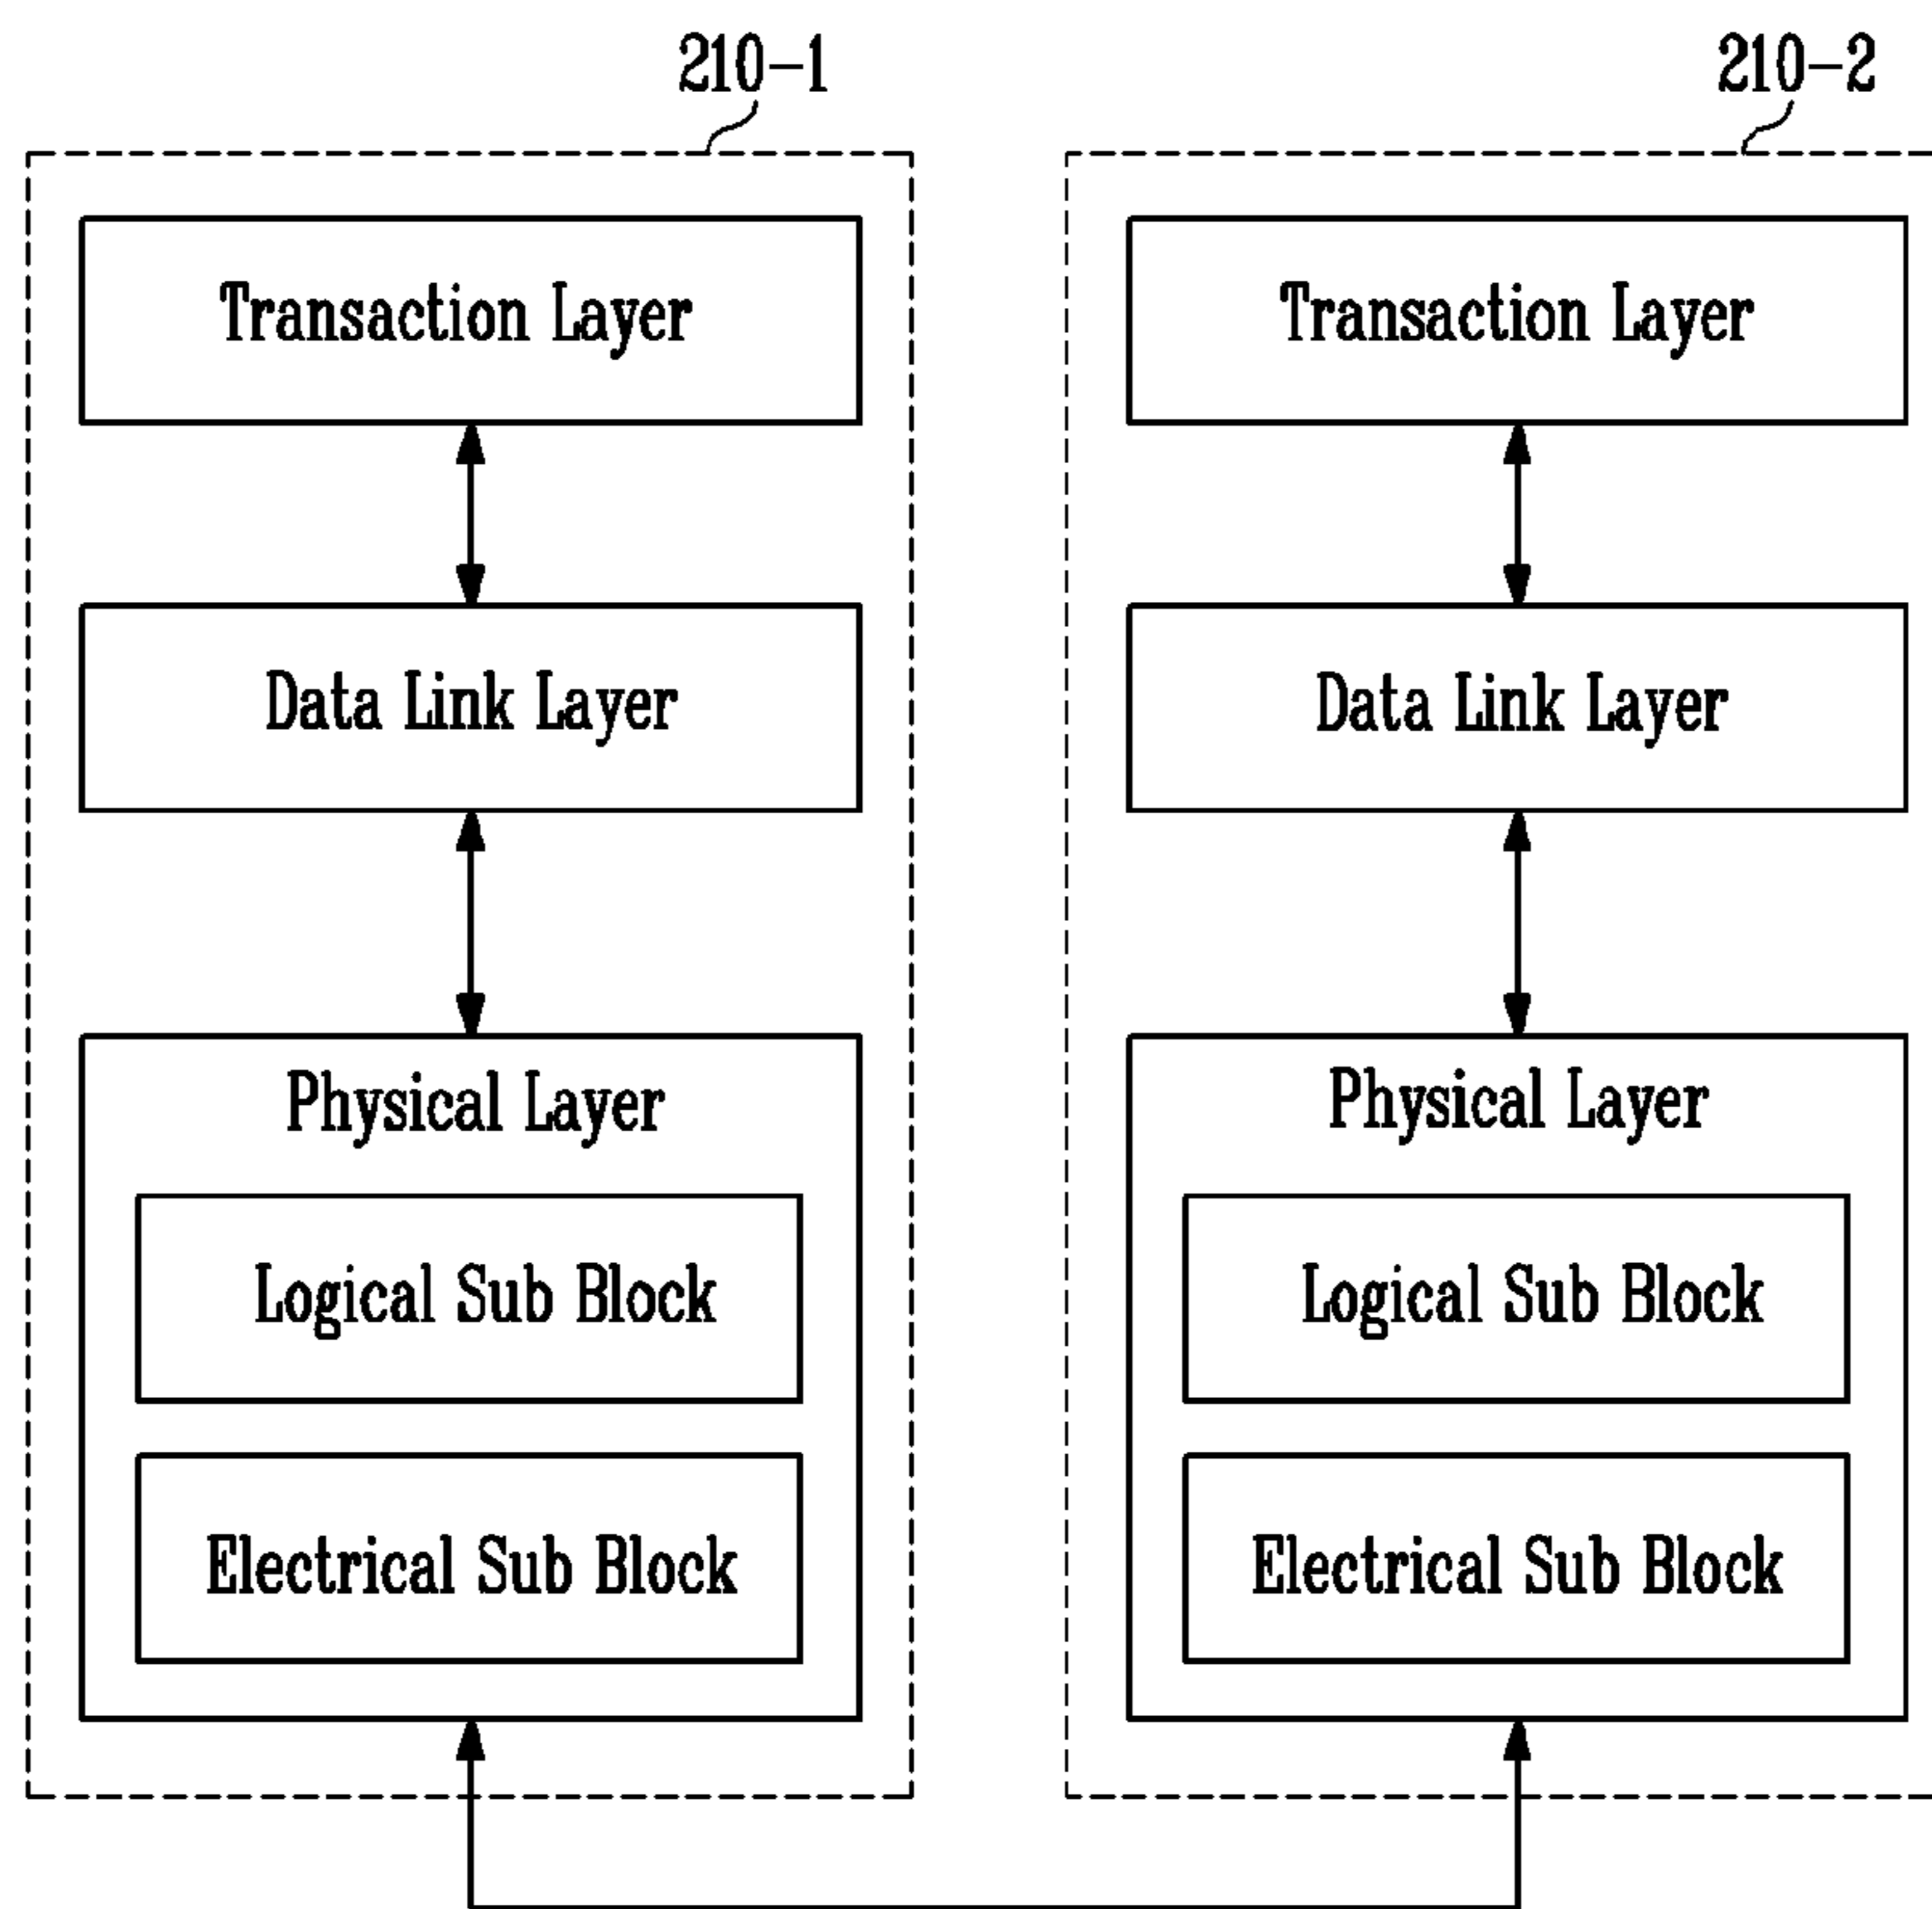 210-1
Transaction Layer
Data Link Layer
Physical Layer
Logical Sub Block
Electrical Sub Block
210-2
Transaction Layer
Data Link Layer
Physical Layer
Logical Sub Block
Electrical Sub Block